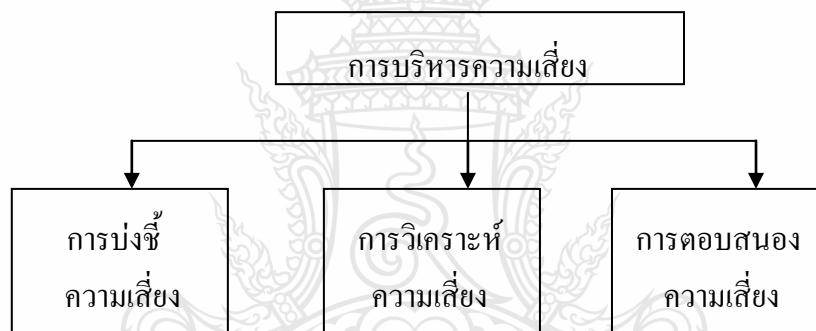 การบริหารความเสี่ยง
การบ่งชี้
ความเสี่ยง
การวิเคราะห์
ความเสี่ยง
การตอบสนอง
ความเสี่ยง